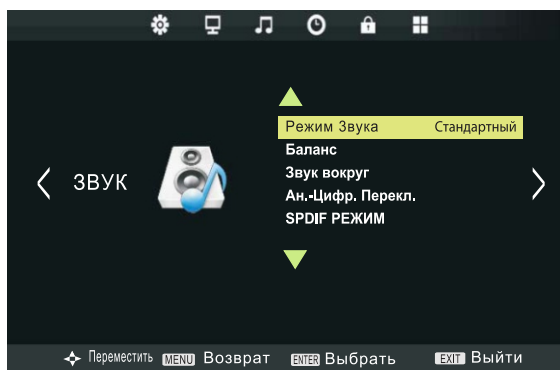 ЗВУК
Режим Звука Стандартный
Баланс
Звук вокруг
Ан.-Цифр. Перекл.
SPDIF РЕЖИМ
Переместить MENU Возврат ENTER Выбрать EXIT Выйти